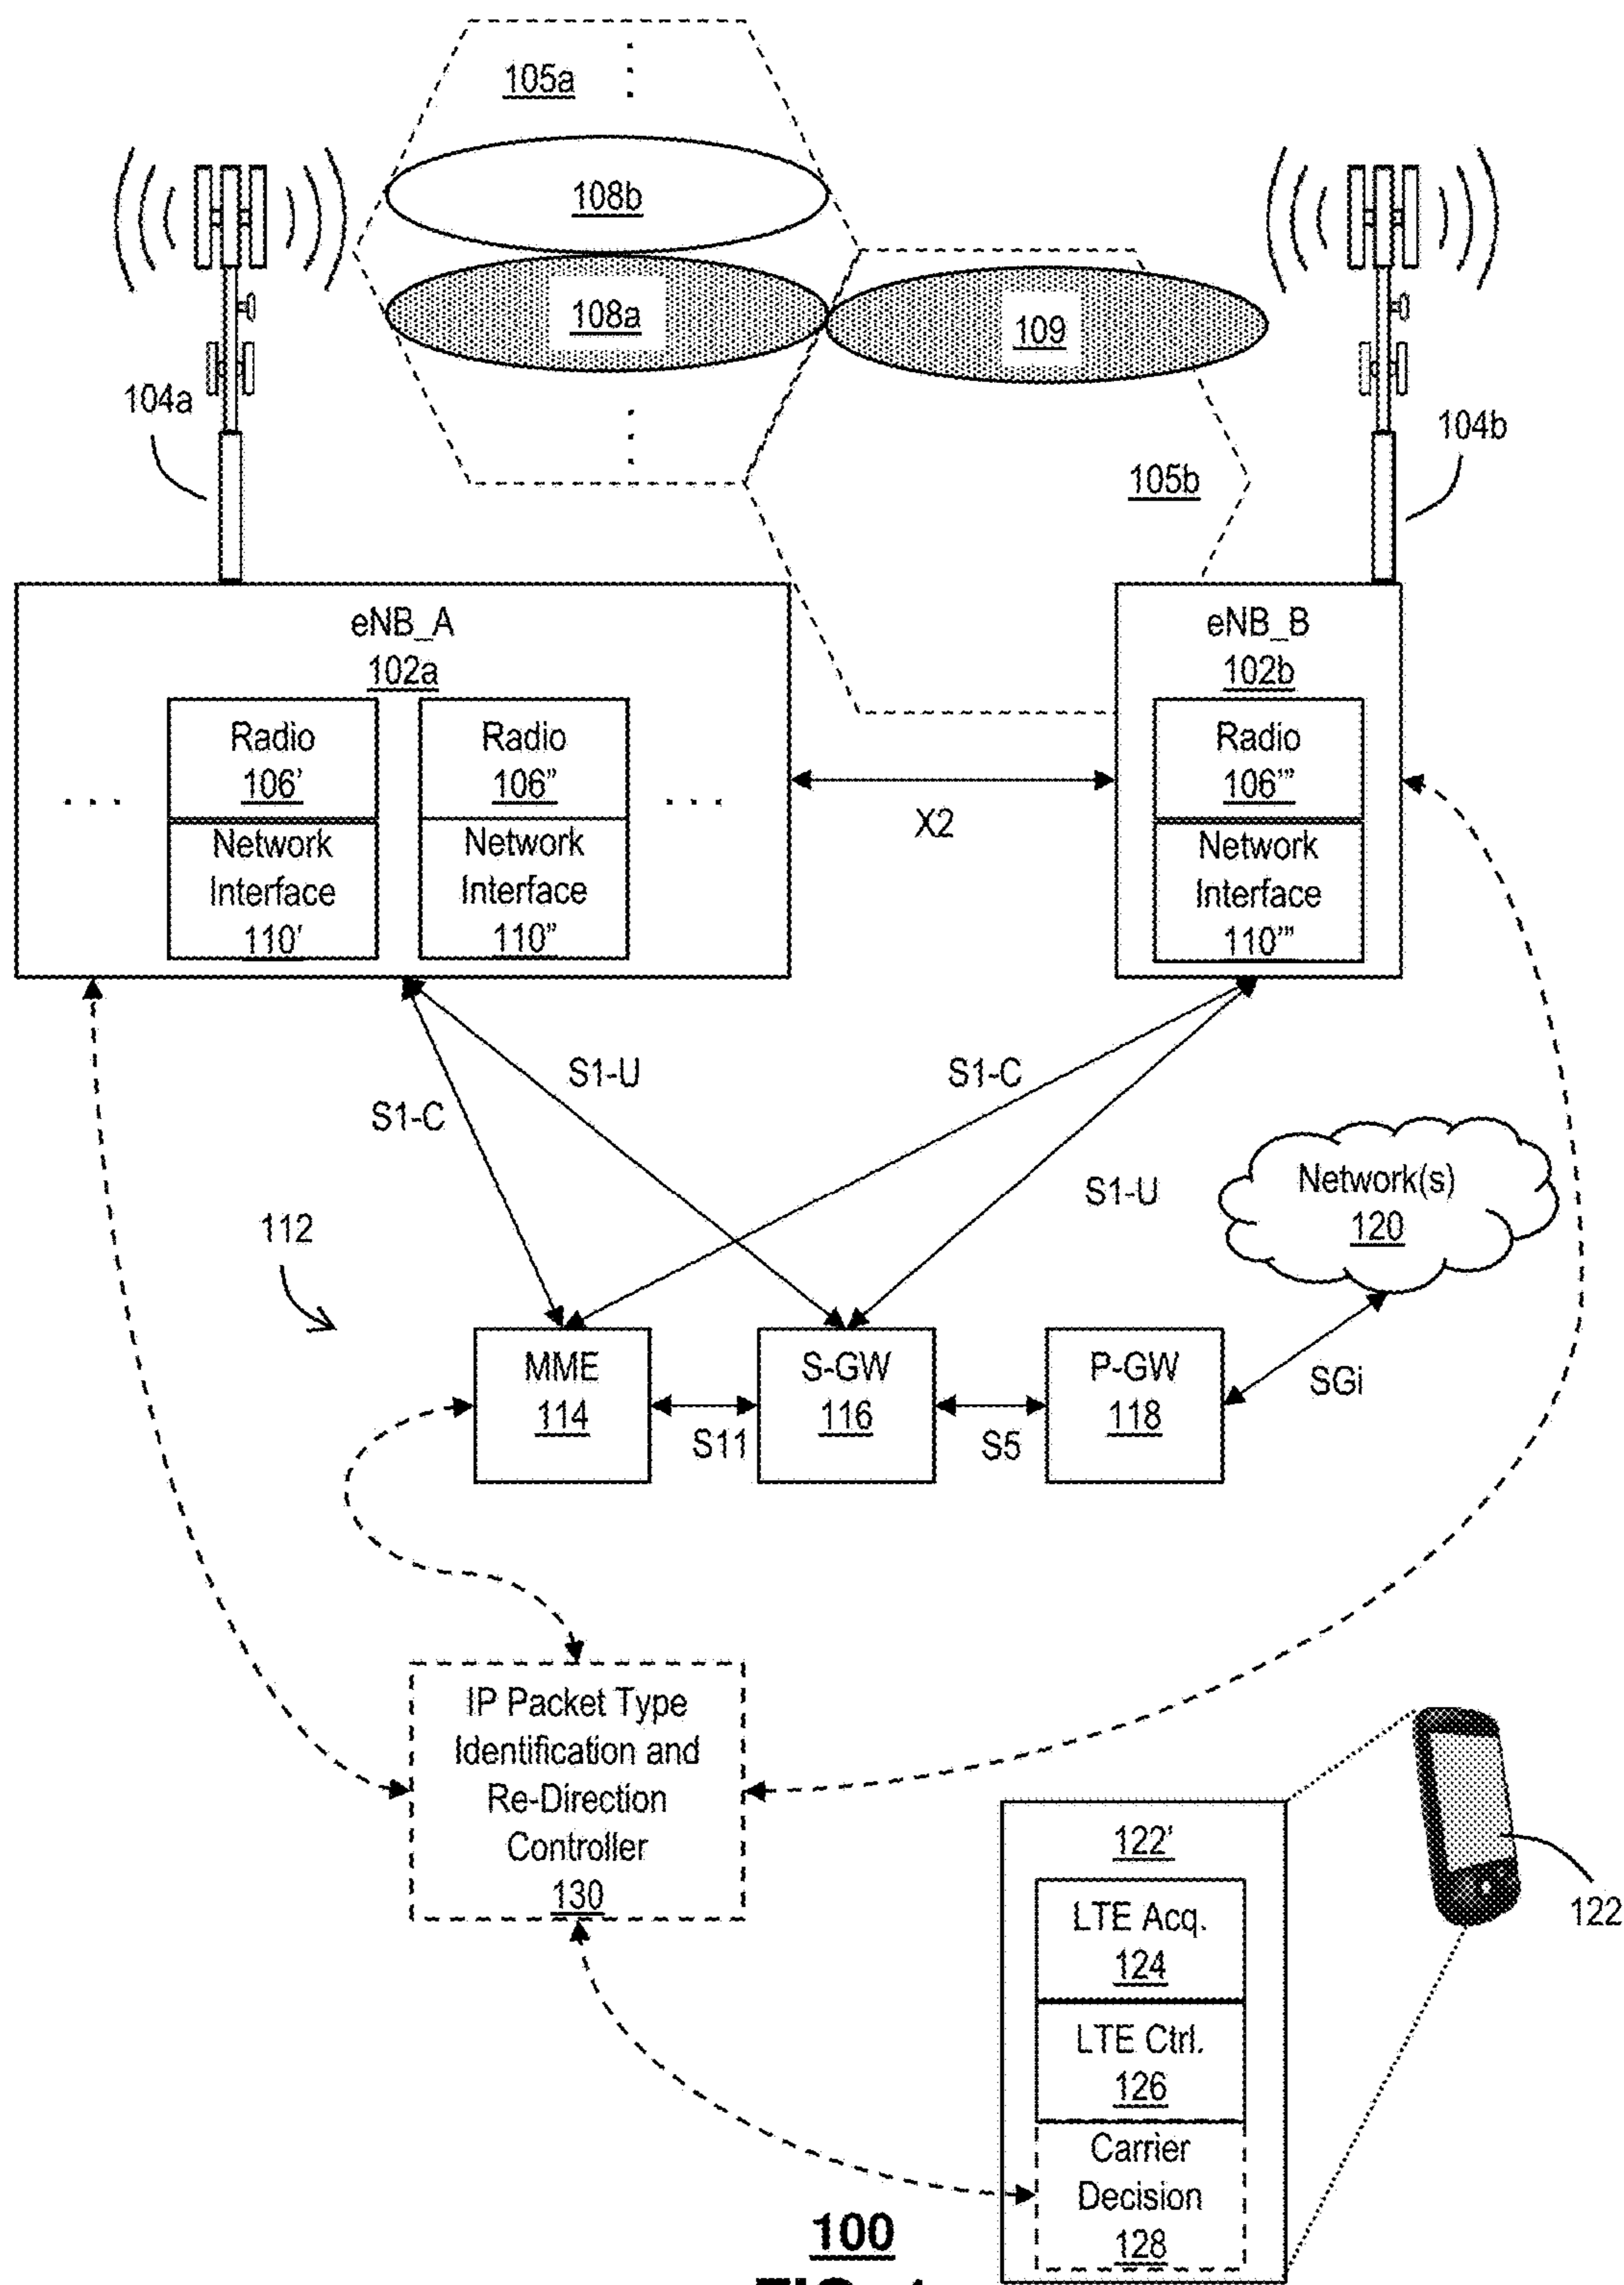 105a
108b
108a
109
104a
104b
105b
eNB_A
102a
Radio
106'
Network
Interface
110'
Radio
106"
Network
Interface
110"
. . .
. . .
X2
eNB_B
102b
Radio
106'"
Network
Interface
110'"
S1-C
S1-U
S1-C
S1-U
Network(s)
120
112
MME
114
S11
S-GW
116
S5
P-GW
118
SGi
IP Packet Type
Identification and
Re-Direction
Controller
130
122'
LTE Acq.
124
LTE Ctrl.
126
Carrier
Decision
128
122
100